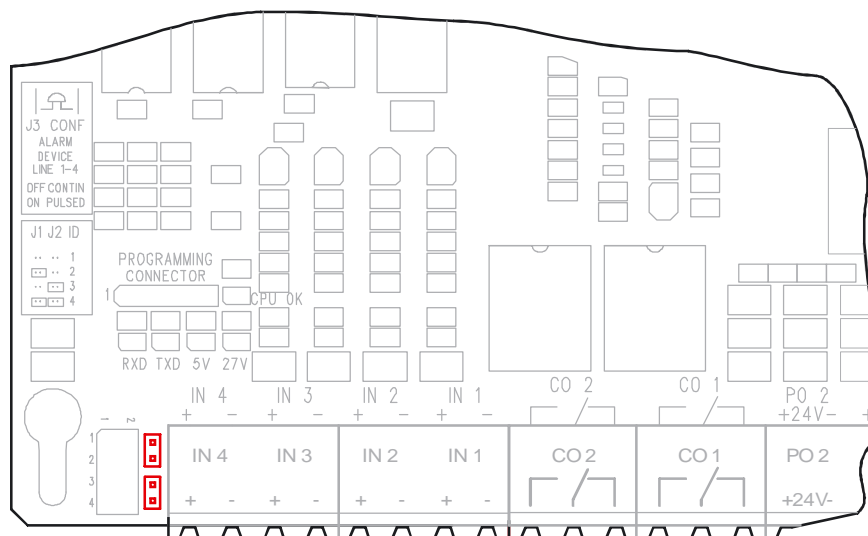 J3 CONF
ALARM
DEVICE
LINE 1-4
OFF CONTIN
ON PULSED
J1 J2 ID
1
2
3
4
PROGRAMMING
CONNECTOR
1
CPU OK
RXD TXD 5V 27V
IN 4 IN 3 IN 2 IN 1 CO 2 CO 1 PO 2
+ - + - + - + - +24V- +
1 2
1
2
3
4
IN 4 IN 3 IN 2 IN 1 CO 2 CO 1 PO 2
+ - + - + - + - +24V-